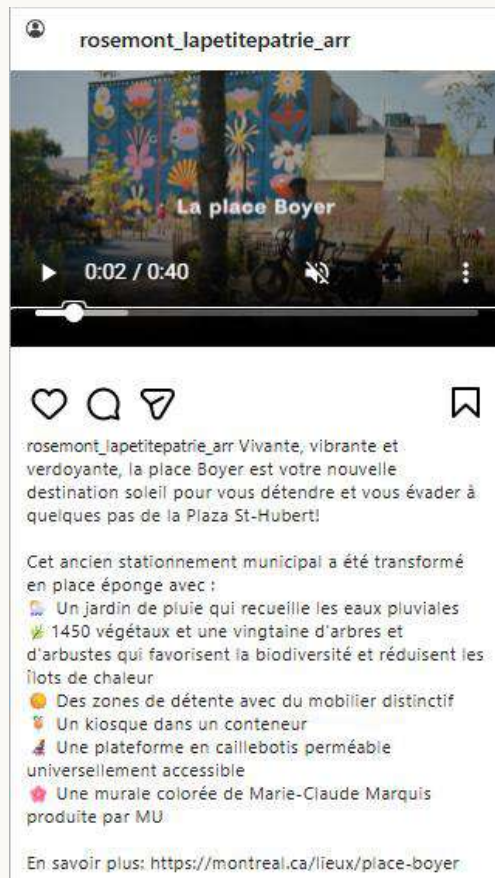 rosemont_lapetitepatrie_arr
La place Boyer
0:02 / 0:40
rosemont_lapetitepatrie_arr Vivante, vibrante et
verdoyante, la place Boyer est votre nouvelle
destination soleil pour vous détendre et vous évader à
quelques pas de la Plaza St-Hubert!
Cet ancien stationnement municipal a été transformé
en place éponge avec :
Un jardin de pluie qui recueille les eaux pluviales
1450 végétaux et une vingtaine d'arbres et
d'arbustes qui favorisent la biodiversité et réduisent les
îlots de chaleur
Des zones de détente avec du mobilier distinctif
Un kiosque dans un conteneur
Une plateforme en caillebotis perméable
universellement accessible
Une murale colorée de Marie-Claude Marquis
produite par MU
En savoir plus: https://montreal.ca/lieux/place-boyer